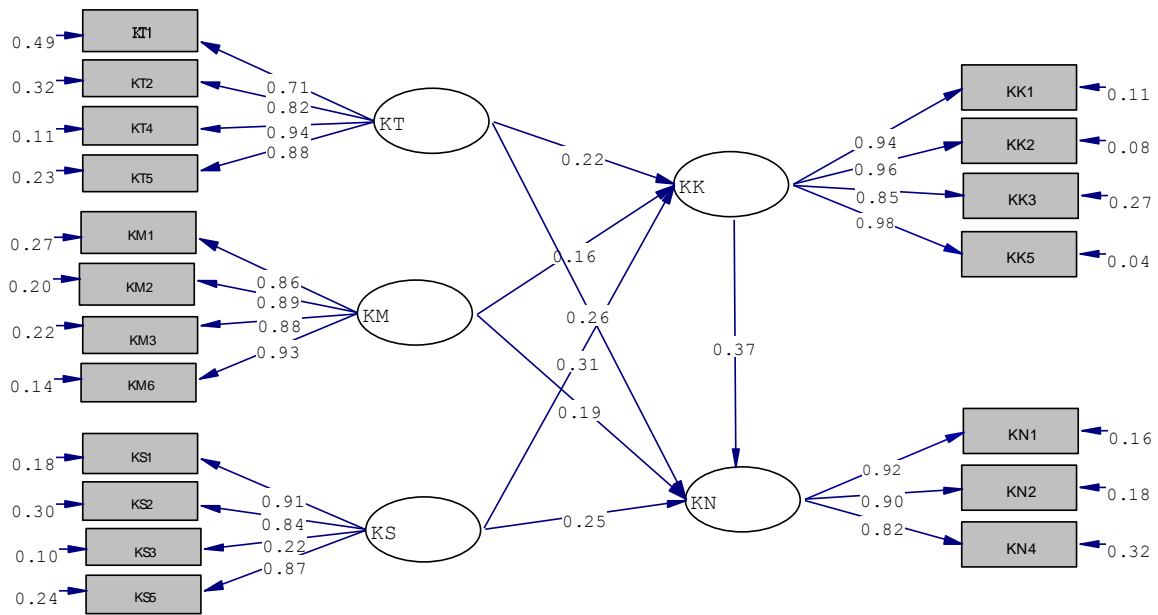 0.49 KT1
0.32 KT2
0.11 KT4
0.23 KT5
0.71
0.82
0.94
0.88
KT
0.27 KM1
0.20 KM2
0.22 KM3
0.14 KM6
0.86
0.89
0.88
0.93
KM
0.18 KS1
0.30 KS2
0.10 KS3
0.24 KS5
0.91
0.84
0.22
0.87
KS
0.22
0.16
0.26
0.31
0.19
0.25
KK
0.37
KN
0.94
0.96
0.85
0.98
KK1 0.11
KK2 0.08
KK3 0.27
KK5 0.04
0.92
0.90
0.82
KN1 0.16
KN2 0.18
KN4 0.32